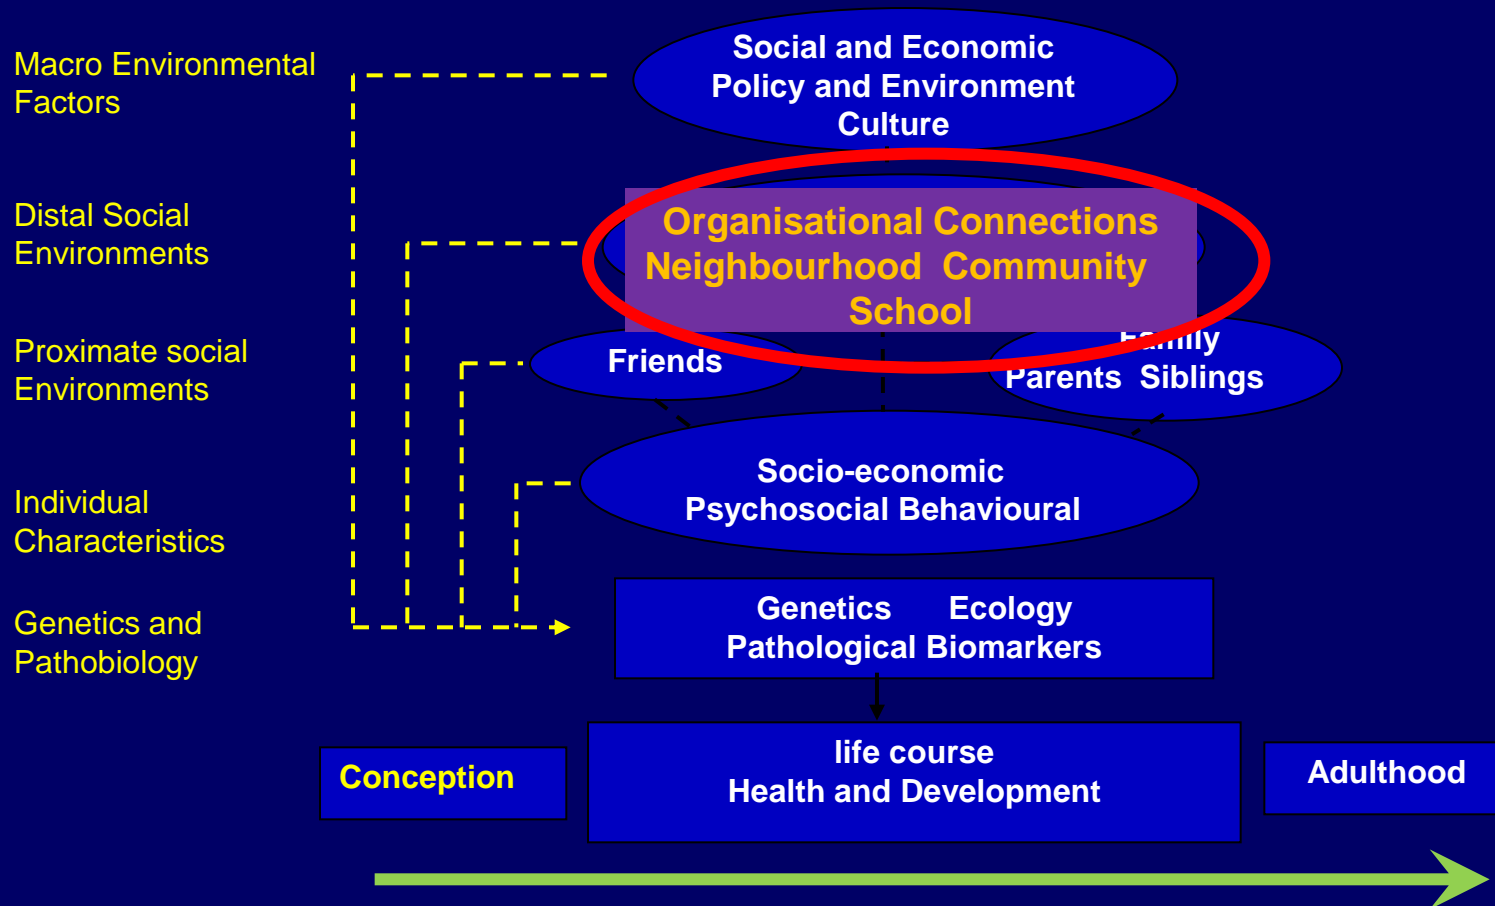 Macro Environmental
Factors
Social and Economic
Policy and Environment
Culture
Distal Social
Environments
Organisational Connections
Neighbourhood  Community
School
Proximate social
Environments
Friends
Family
Parents  Siblings
Individual
Characteristics
Socio-economic
Psychosocial Behavioural
Genetics and
Pathobiology
Genetics Ecology
Pathological Biomarkers
Conception
life course
Health and Development
Adulthood